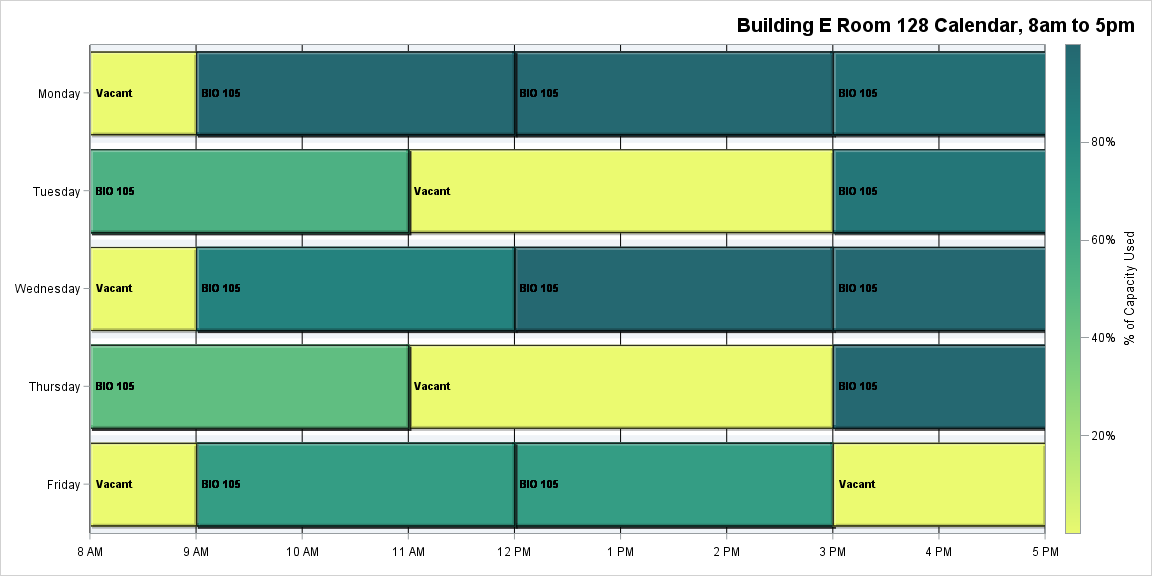 Building E Room 128 Calendar, 8am to 5pm
Monday
Vacant
BIO 105
BIO 105
BIO 105
Tuesday
BIO 105
Vacant
BIO 105
Wednesday
Vacant
BIO 105
BIO 105
BIO 105
Thursday
BIO 105
Vacant
BIO 105
Friday
Vacant
BIO 105
BIO 105
Vacant
8 AM
9 AM
10 AM
11 AM
12 PM
1 PM
2 PM
3 PM
4 PM
5 PM
80%
60%
40%
20%
% of Capacity Used